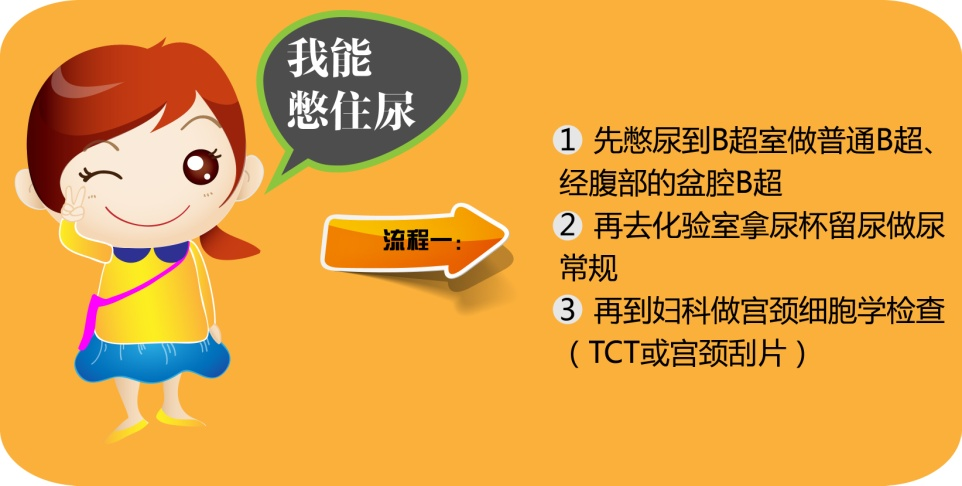 我能
憋住尿
流程一：
1 先憋尿到B超室做普通B超、
经腹部的盆腔B超
2 再去化验室拿尿杯留尿做尿
常规
3 再到妇科做宫颈细胞学检查
（TCT或宫颈刮片）